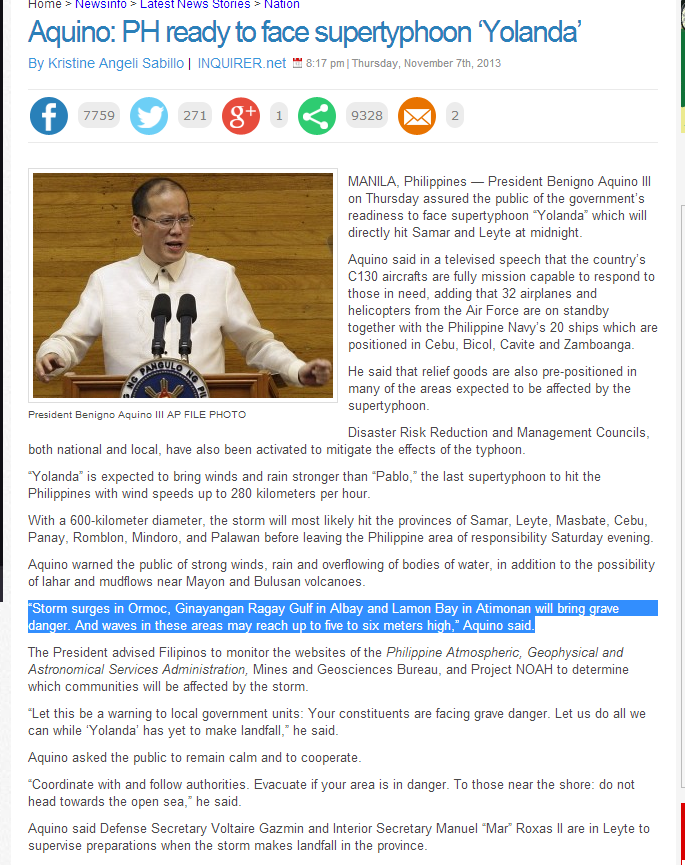 Home > Newsinfo > Latest News Stories > Nation
Aquino: PH ready to face supertyphoon ‘Yolanda’
By Kristine Angeli Sabillo | INQUIRER.net 8:17 pm | Thursday, November 7th, 2013
f 7759 271 g+ 1 9328 2
MANILA, Philippines — President Benigno Aquino III
on Thursday assured the public of the government’s
readiness to face supertyphoon “Yolanda” which will
directly hit Samar and Leyte at midnight.
Aquino said in a televised speech that the country’s
C130 aircrafts are fully mission capable to respond to
those in need, adding that 32 airplanes and
helicopters from the Air Force are on standby
together with the Philippine Navy’s 20 ships which are
positioned in Cebu, Bicol, Cavite and Zamboanga.
He said that relief goods are also pre-positioned in
many of the areas expected to be affected by the
supertyphoon.
NG PANGULO NG PI
President Benigno Aquino III AP FILE PHOTO
Disaster Risk Reduction and Management Councils,
both national and local, have also been activated to mitigate the effects of the typhoon.
“Yolanda” is expected to bring winds and rain stronger than “Pablo,” the last supertyphoon to hit the
Philippines with wind speeds up to 280 kilometers per hour.
With a 600-kilometer diameter, the storm will most likely hit the provinces of Samar, Leyte, Masbate, Cebu,
Panay, Romblon, Mindoro, and Palawan before leaving the Philippine area of responsibility Saturday evening.
Aquino warned the public of strong winds, rain and overflowing of bodies of water, in addition to the possibility
of lahar and mudflows near Mayon and Bulusan volcanoes.
“Storm surges in Ormoc, Ginayangan Ragay Gulf in Albay and Lamon Bay in Atimonan will bring grave
danger. And waves in these areas may reach up to five to six meters high,” Aquino said.
The President advised Filipinos to monitor the websites of the Philippine Atmospheric, Geophysical and
Astronomical Services Administration, Mines and Geosciences Bureau, and Project NOAH to determine
which communities will be affected by the storm.
“Let this be a warning to local government units: Your constituents are facing grave danger. Let us do all we
can while ‘Yolanda’ has yet to make landfall,” he said.
Aquino asked the public to remain calm and to cooperate.
“Coordinate with and follow authorities. Evacuate if your area is in danger. To those near the shore: do not
head towards the open sea,” he said.
Aquino said Defense Secretary Voltaire Gazmin and Interior Secretary Manuel “Mar” Roxas II are in Leyte to
supervise preparations when the storm makes landfall in the province.